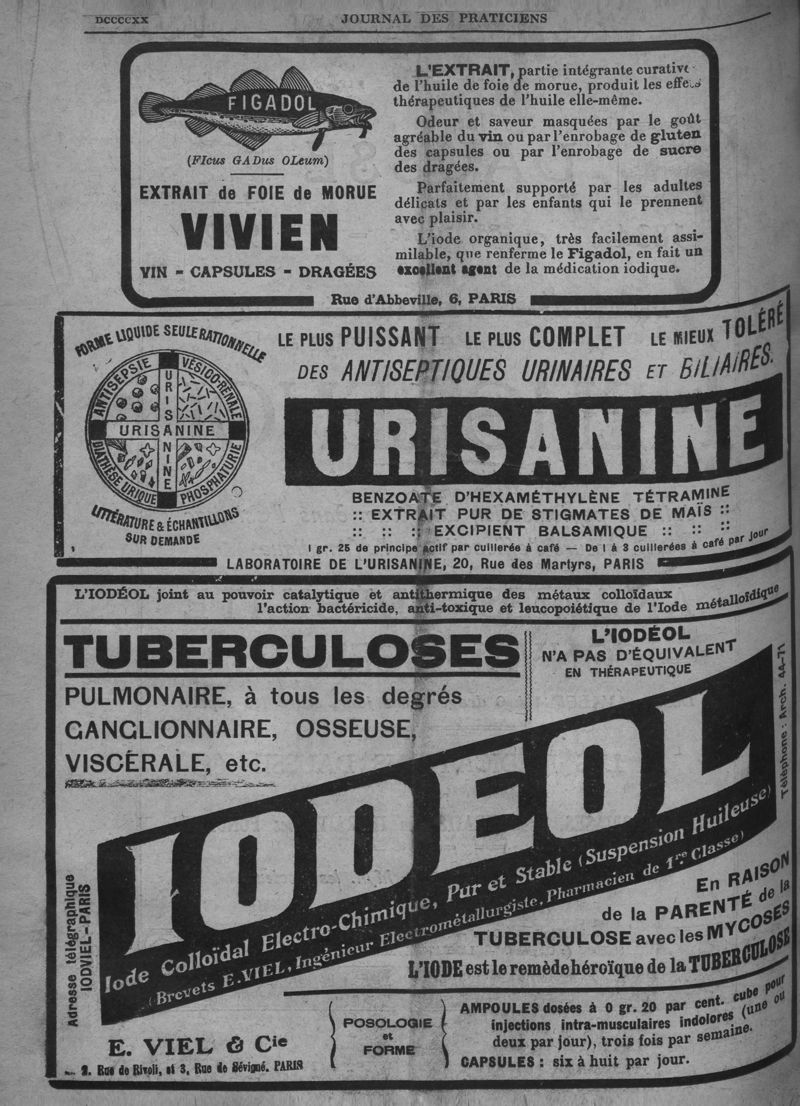 DCCCCXX
JOURNAL DES PRATICIENS
FIGADOL
(FIcus GADus OLeum)
EXTRAIT de FOIE de MORUE
VIVIEN
VIN - CAPSULES - DRAGÉES
L'EXTRAIT, partie intégrante curative
de l'huile de foie de morue, produit les effets
thérapeutiques de l'huile elle-même.
Odeur et saveur masquées par le goût
agréable du vin ou par l'enrobage de gluten
des capsules ou par l'enrobage de sucre
des dragées.
Parfaitement supporté par les adultes
délicats et par les enfants qui le prennent
avec plaisir.
L'iode organique, très facilement assi-
milable, que renferme le Figadol, en fait un
excellent agent de la médication iodique.
Rue d'Abbeville, 6, PARIS
FORME LIQUIDE SEULE RATIONNELLE
ANTISEPSIE VÉSICO-RÉNALE
URISANINE
URISANINE
DIATHÈSE URIQUE PHOSPHATURIE
LITTÉRATURE & ÉCHANTILLONS
SUR DEMANDE
LE PLUS PUISSANT LE PLUS COMPLET LE MIEUX TOLÉRÉ
DES ANTISEPTIQUES URINAIRES ET BILIAIRES.
URISANINE
BENZOATE D'HEXAMÉTHYLÈNE TÉTRAMINE
:: EXTRAIT PUR DE STIGMATES DE MAÏS ::
:: :: :: EXCIPIENT BALSAMIQUE :: :: ::
1 gr. 25 de principe actif par cuillerée à café — De 1 à 3 cuillerées à café par jour
LABORATOIRE DE L'URISANINE, 20, Rue des Martyrs, PARIS
L'IODÉOL joint au pouvoir catalytique et antithermique des métaux colloïdaux
l'action bactéricide, anti-toxique et leucopoiétique de l'Iode métalloïdique
TUBERCULOSES
PULMONAIRE, à tous les degrés
GANGLIONNAIRE, OSSEUSE,
VISCÉRALE, etc.
L'IODÉOL
N'A PAS D'ÉQUIVALENT
EN THÉRAPEUTIQUE
Téléphone : Arch. 44-71
IODEOL
Iode Colloïdal Electro-Chimique, Pur et Stable (Suspension Huileuse)
(Brevets E. VIEL, Ingénieur Electrométallurgiste, Pharmacien de 1re Classe)
Adresse télégraphique
IODVIEL-PARIS
En RAISON
de la PARENTÉ de la
TUBERCULOSE avec les MYCOSES
L'IODE est le remède héroïque de la TUBERCULOSE
E. VIEL & Cie
2. Rue de Rivoli, et 3, Rue de Sévigné. PARIS
POSOLOGIE
et
FORME
AMPOULES dosées à 0 gr. 20 par cent. cube pour
injections intra-musculaires indolores (une ou
deux par jour), trois fois par semaine.
CAPSULES : six à huit par jour.